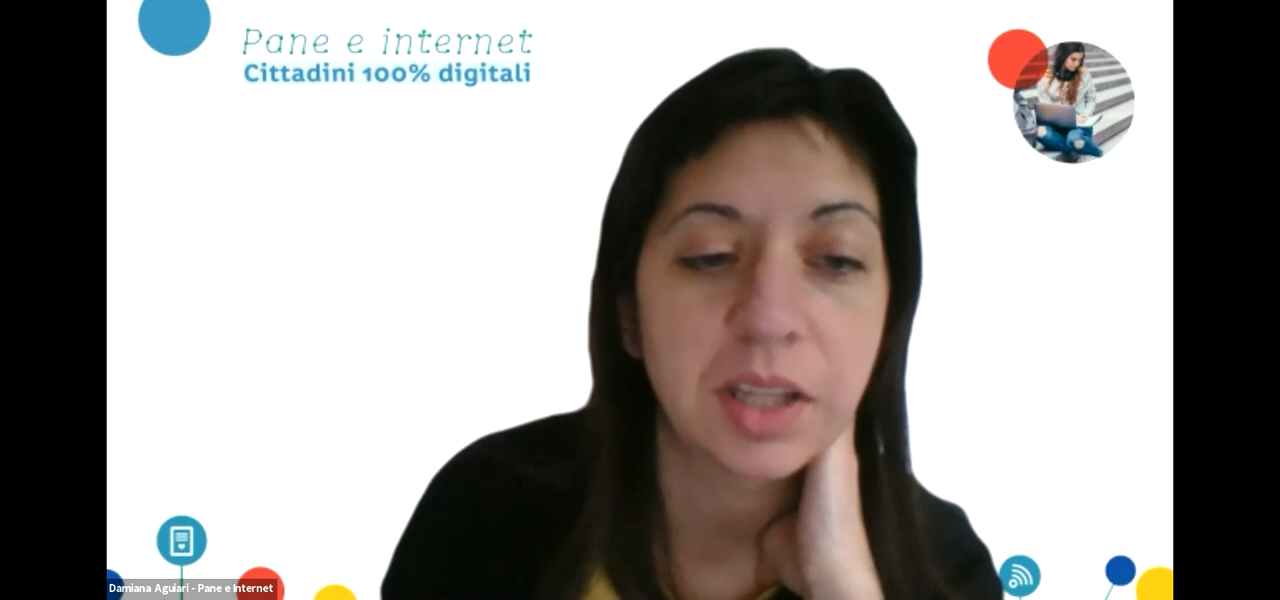 Pane e internet
Cittadini 100% digitali
Damiana Aguiari - Pane e Internet